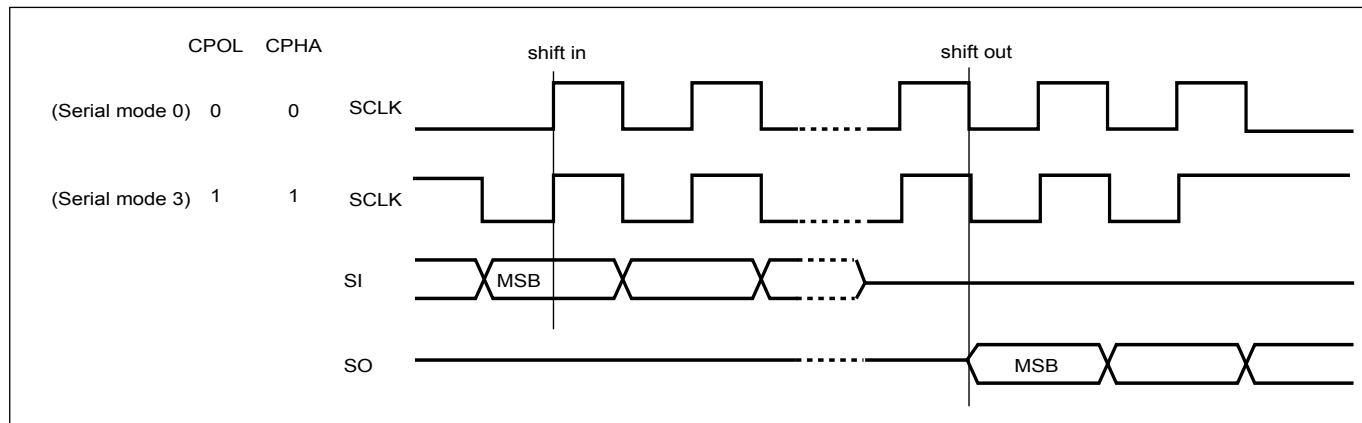 CPOL CPHA
shift in
shift out
(Serial mode 0) 0 0 SCLK
(Serial mode 3) 1 1 SCLK
SI MSB
SO MSB